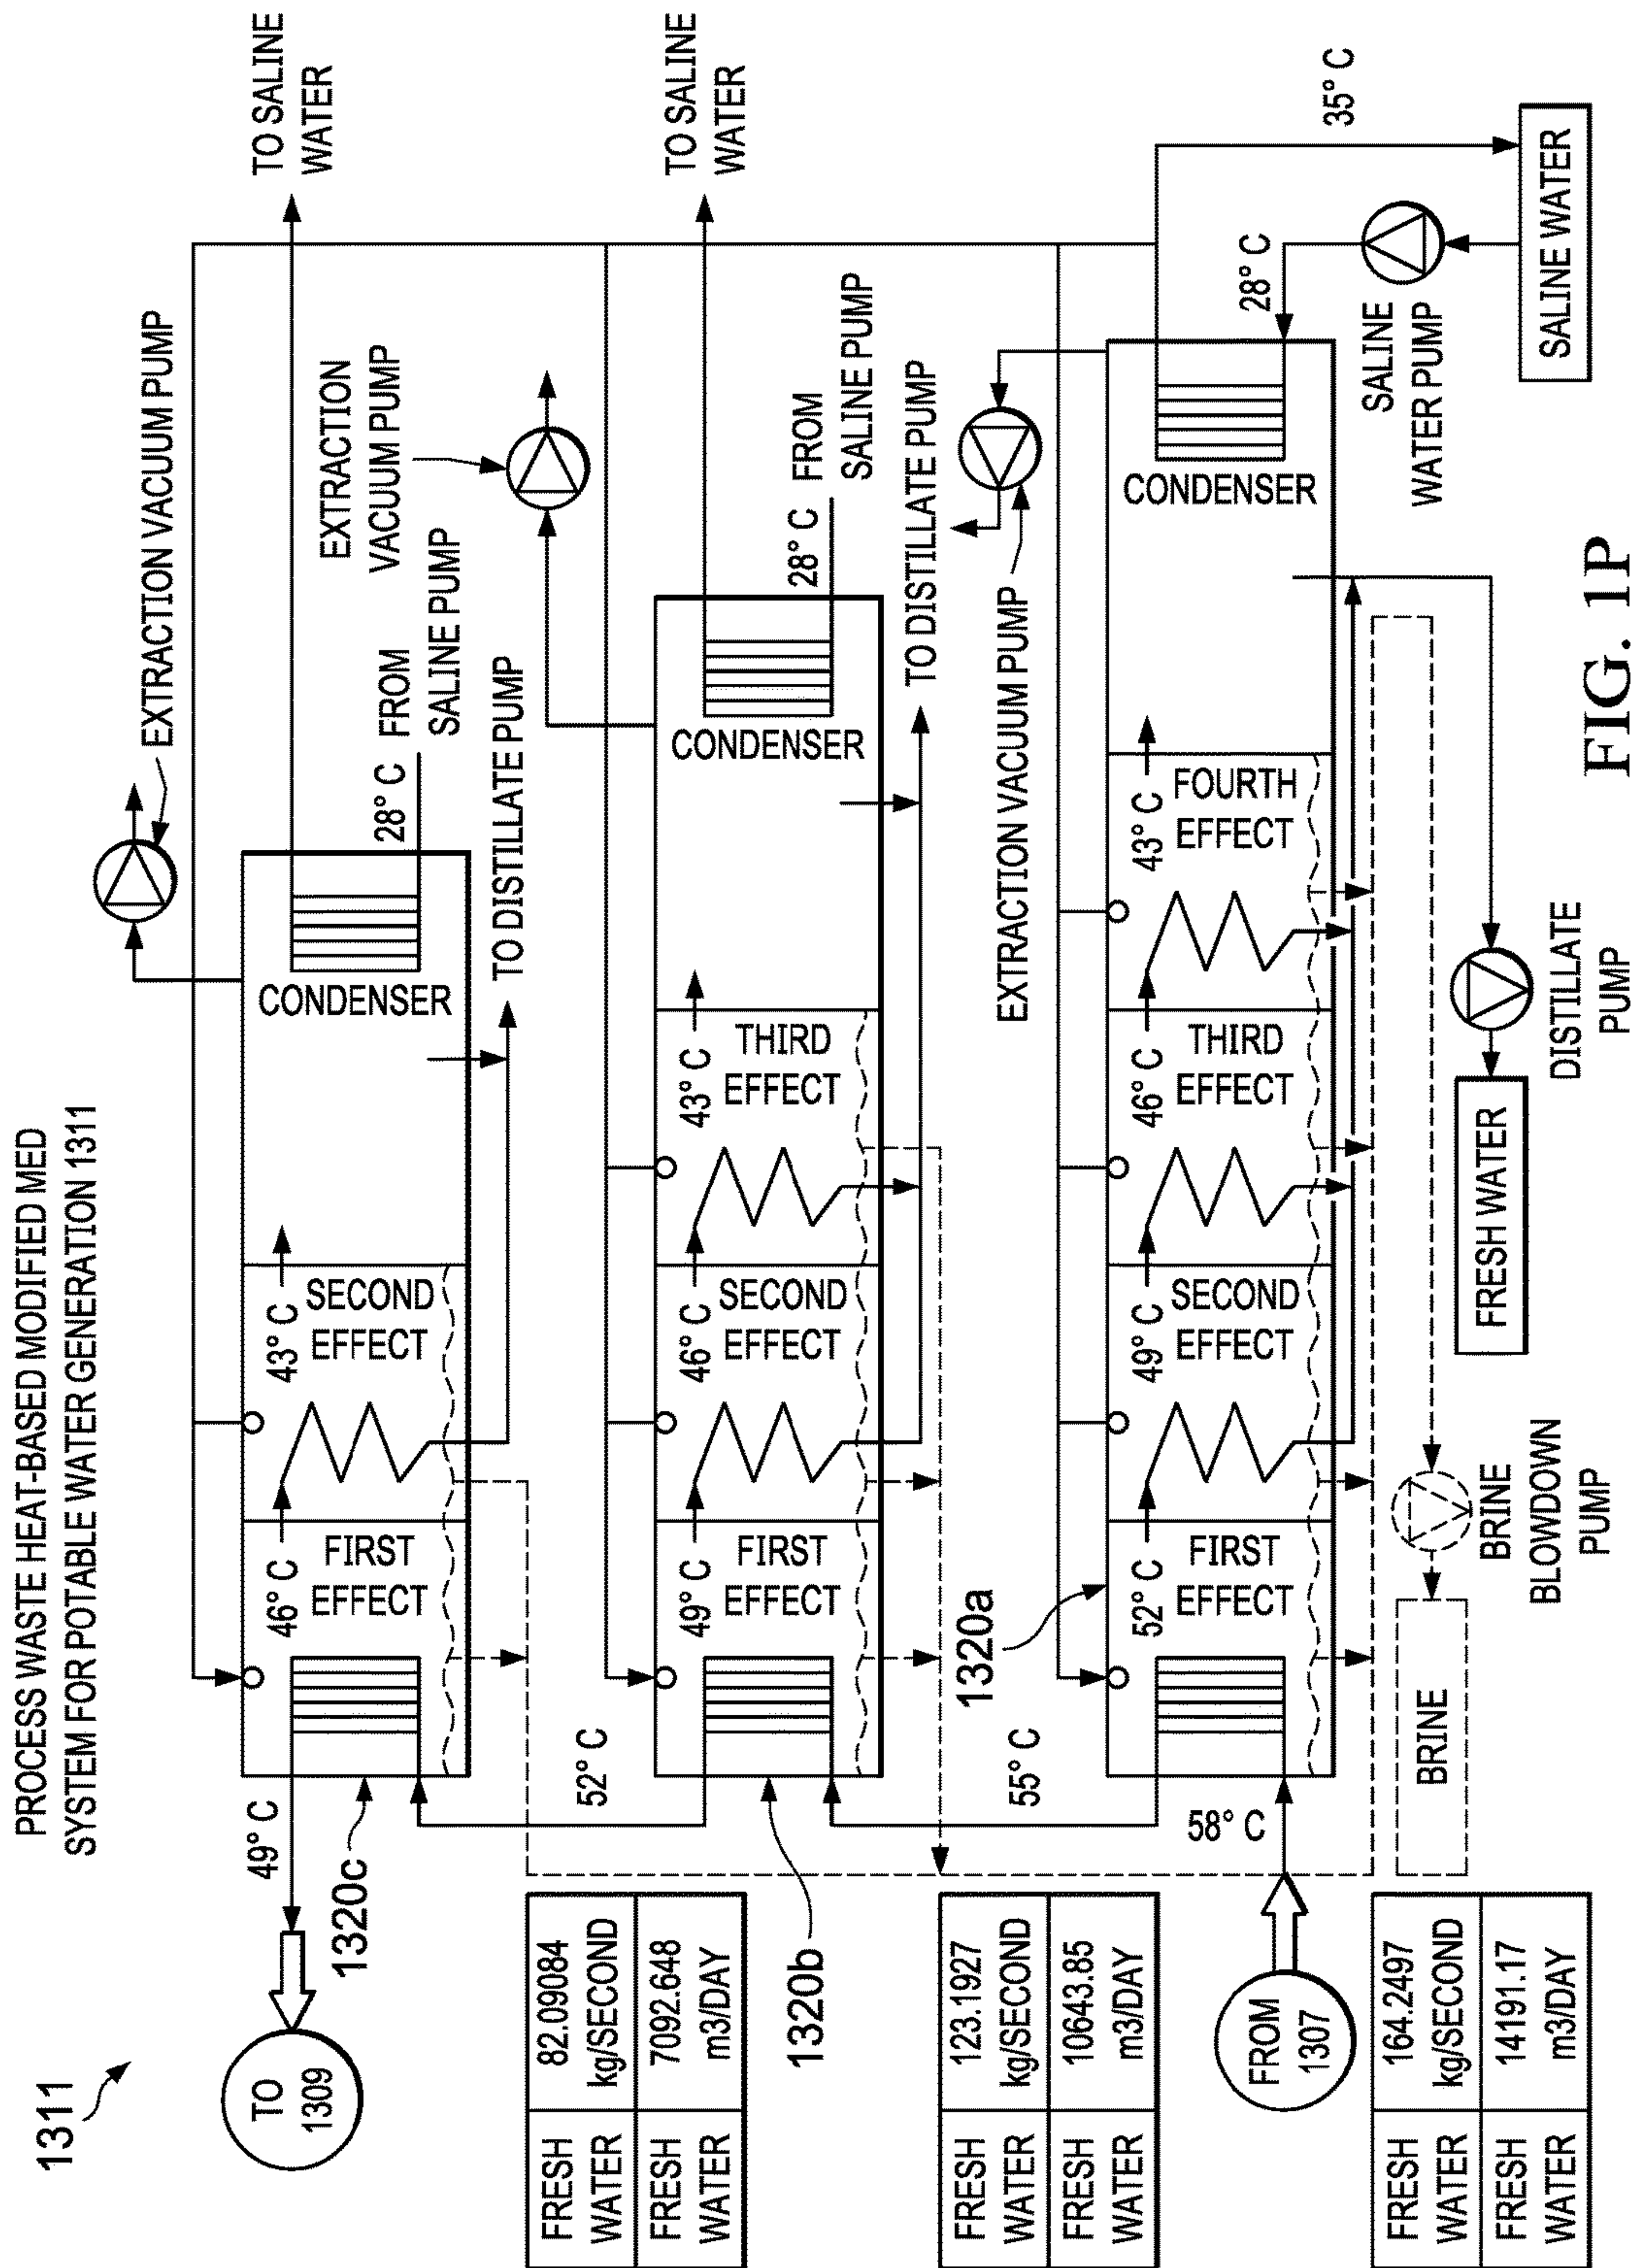 1311
PROCESS WASTE HEAT-BASED MODIFIED MED
SYSTEM FOR POTABLE WATER GENERATION 1311
TO
1309
49° C
1320c
46° C
FIRST
EFFECT
43° C
SECOND
EFFECT
CONDENSER
EXTRACTION VACUUM PUMP
28° C
FROM
SALINE PUMP
TO SALINE
WATER
TO DISTILLATE PUMP
FRESH
WATER
82.09084
kg/SECOND
FRESH
WATER
7092.648
m3/DAY
52° C
1320b
49° C
FIRST
EFFECT
46° C
SECOND
EFFECT
43° C
THIRD
EFFECT
CONDENSER
EXTRACTION
VACUUM PUMP
28° C
FROM
SALINE PUMP
TO SALINE
WATER
TO DISTILLATE PUMP
FRESH
WATER
123.1927
kg/SECOND
FRESH
WATER
10643.85
m3/DAY
55° C
1320a
FROM
1307
58° C
52° C
FIRST
EFFECT
49° C
SECOND
EFFECT
46° C
THIRD
EFFECT
43° C
FOURTH
EFFECT
CONDENSER
EXTRACTION VACUUM PUMP
28° C
35° C
SALINE
WATER PUMP
SALINE WATER
FRESH
WATER
164.2497
kg/SECOND
FRESH
WATER
14191.17
m3/DAY
BRINE
BRINE
BLOWDOWN
PUMP
FRESH WATER
DISTILLATE
PUMP
FIG. 1P